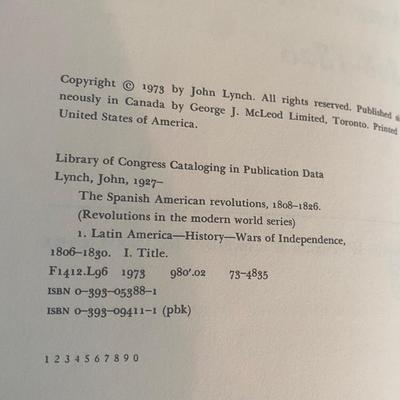 Copyright © 1973 by John Lynch. All rights reserved. Published
neously in Canada by George J. McLeod Limited, Toronto. Printed
United States of America.
Library of Congress Cataloging in Publication Data
Lynch, John, 1927–
The Spanish American revolutions, 1808–1826.
(Revolutions in the modern world series)
1. Latin America—History—Wars of Independence,
1806–1830. I. Title.
F1412.L96 1973 980'.02 73-4835
ISBN 0-393-05388-1
ISBN 0-393-09411-1 (pbk)
1 2 3 4 5 6 7 8 9 0